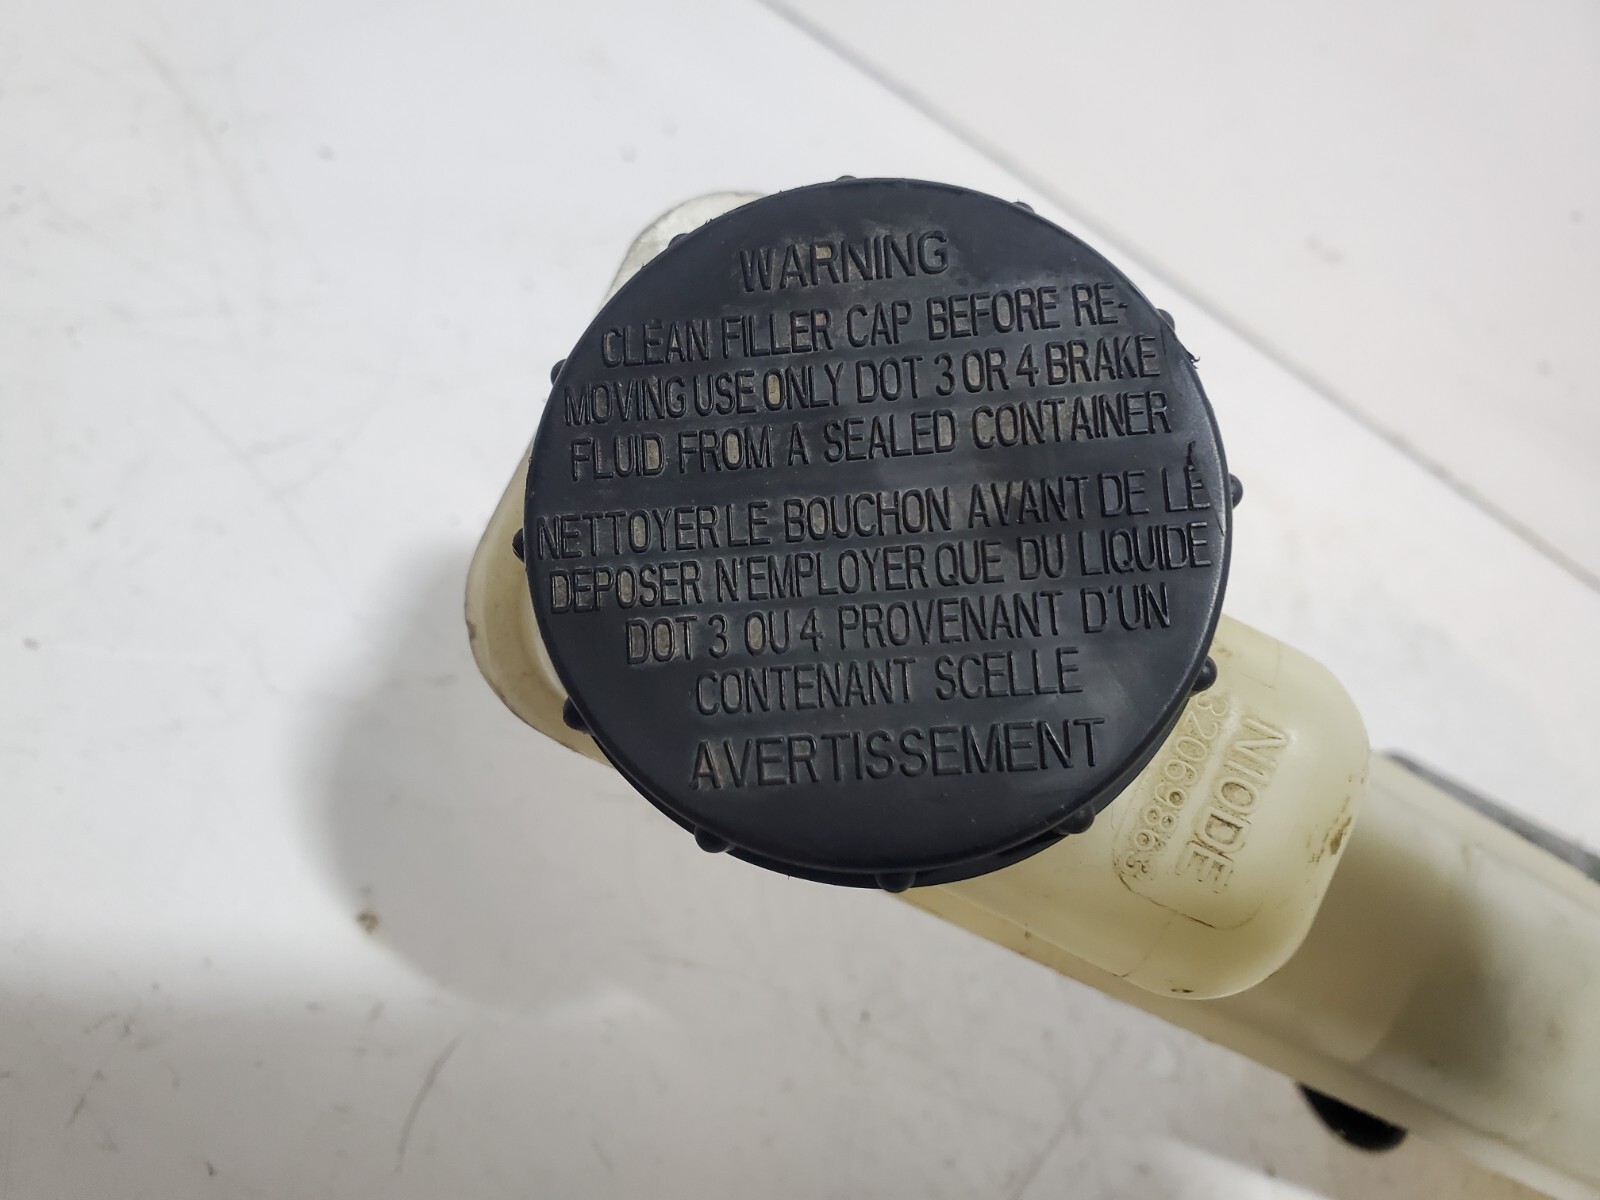 WARNING
CLEAN FILLER CAP BEFORE RE-
MOVING USE ONLY DOT 3 OR 4 BRAKE
FLUID FROM A SEALED CONTAINER
NETTOYER LE BOUCHON AVANT DE LÉ
DEPOSER N'EMPLOYER QUE DU LIQUIDE
DOT 3 OU 4 PROVENANT D'UN
CONTENANT SCELLE
AVERTISSEMENT